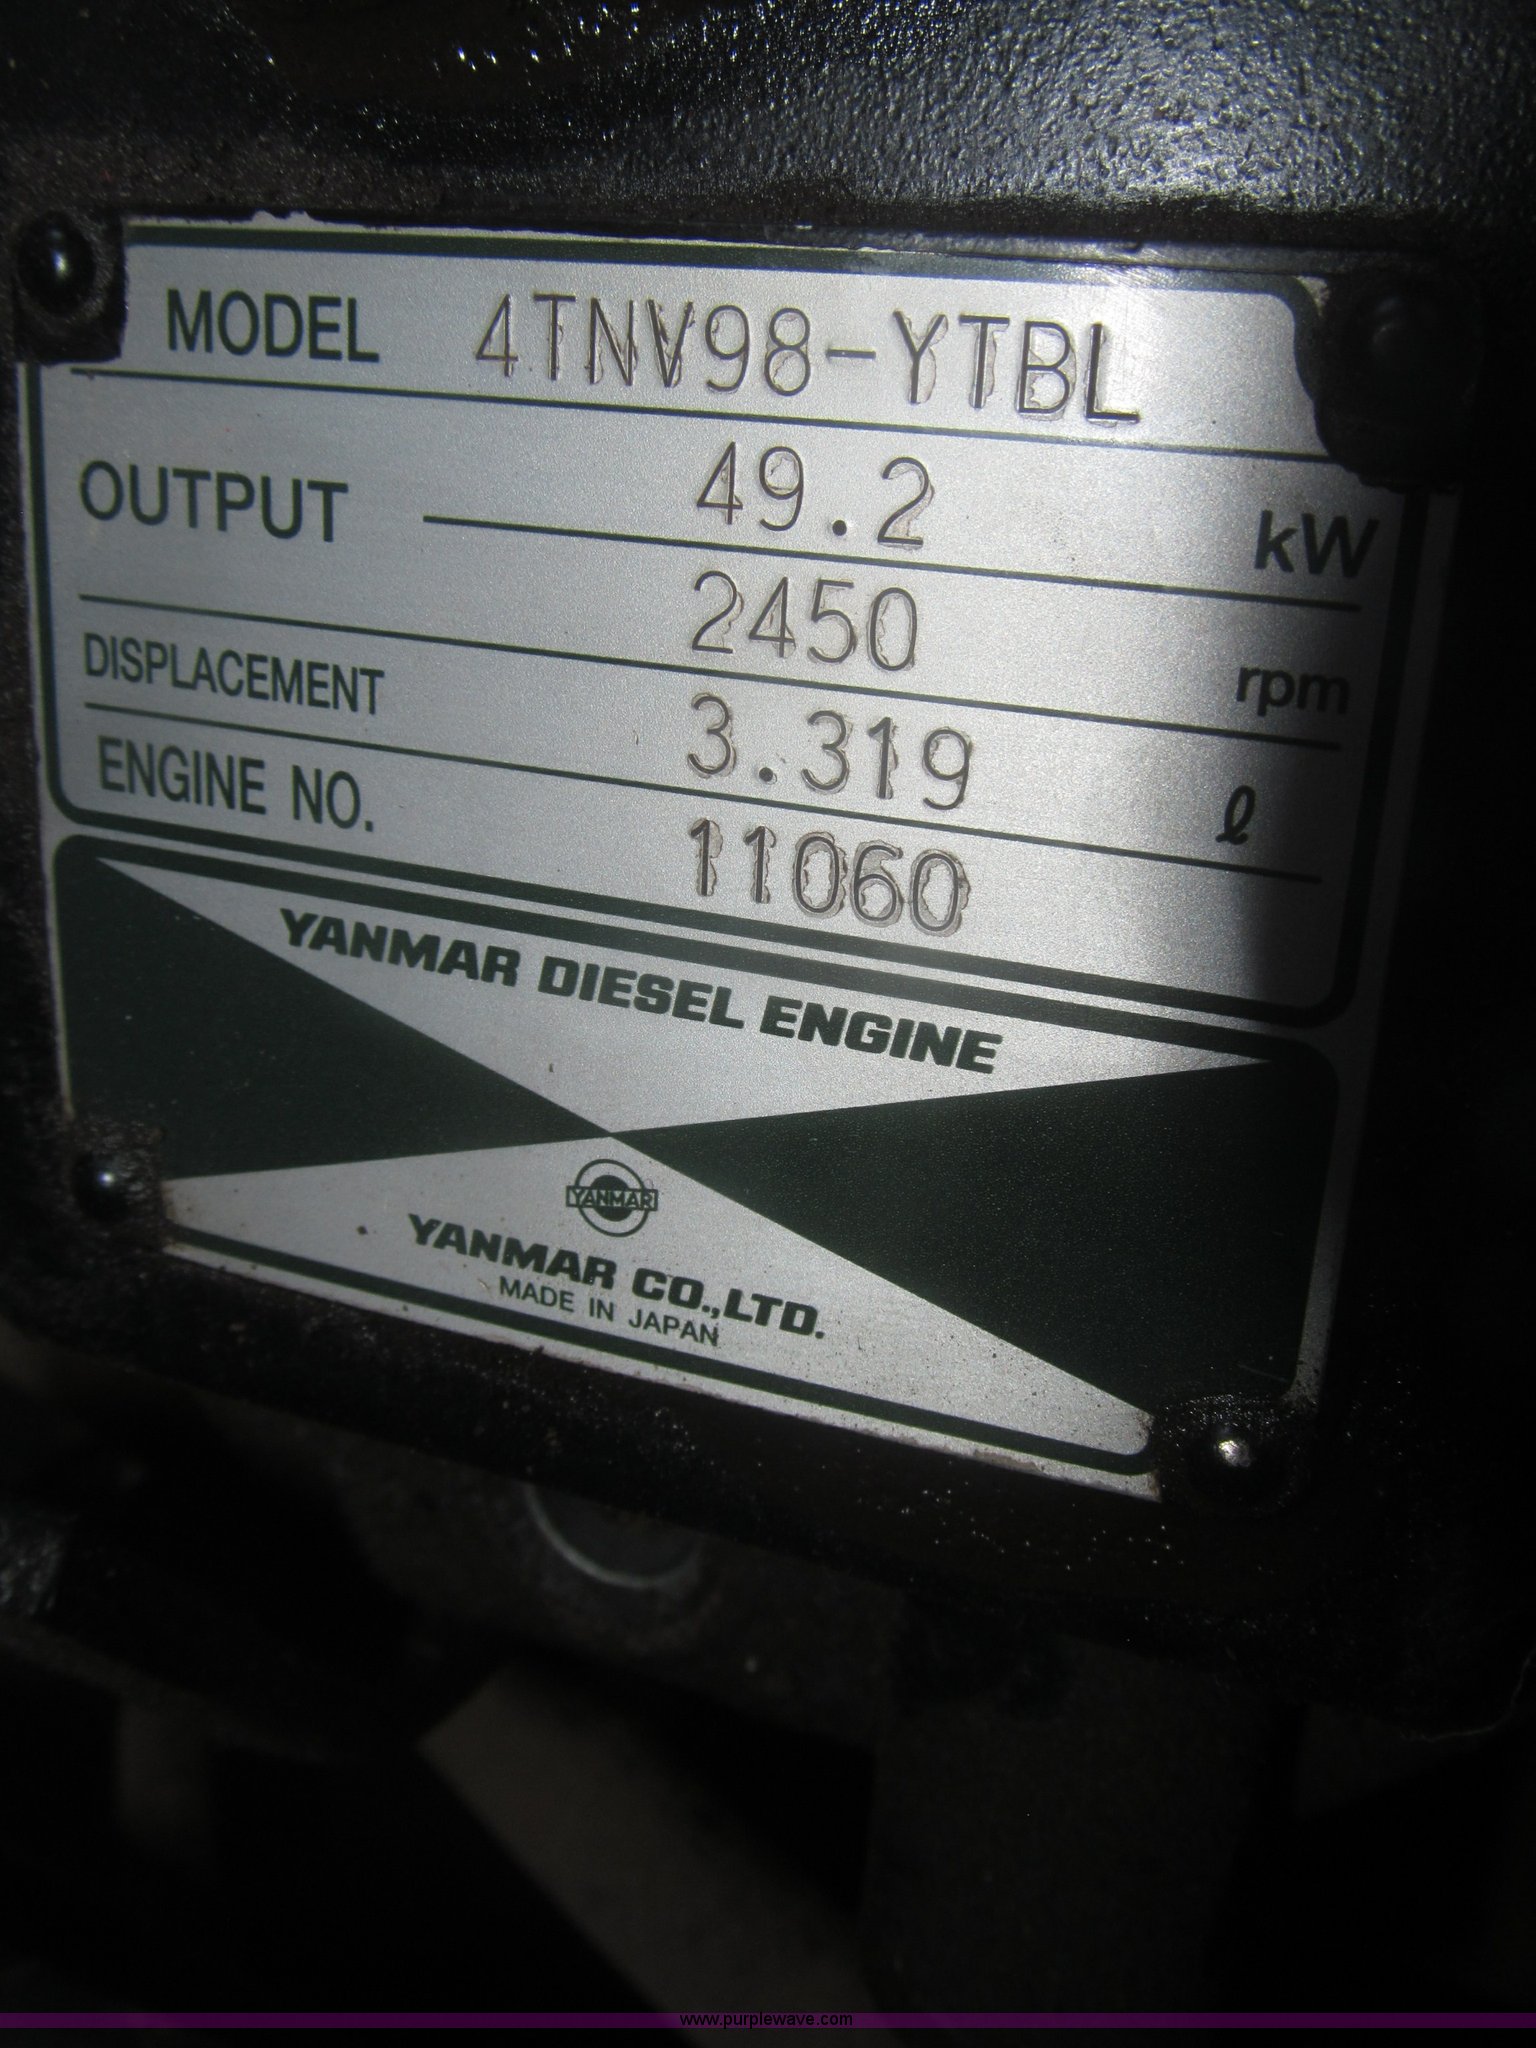 MODEL 4TNV98-YTBL
OUTPUT 49.2 kW
2450 rpm
DISPLACEMENT 3.319 ℓ
ENGINE NO. 11060
YANMAR DIESEL ENGINE
YANMAR
YANMAR CO.,LTD.
MADE IN JAPAN
www.purplewave.com